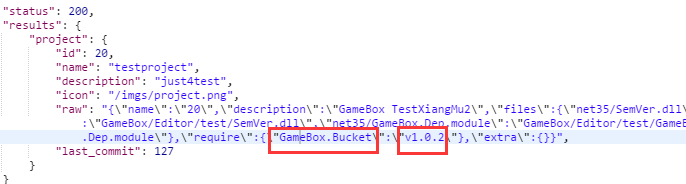 "status": 200,
"results": {
"project": {
"id": 20,
"name": "testproject",
"description": "just4test",
"icon": "/imgs/project.png",
"raw": "{\"name\":\"20\",\"description\":\"GameBox TestXiangMu2\",\"files\":{\"net35/SemVer.dll\"
:\"GameBox/Editor/test/SemVer.dll\",\"net35/GameBox.Dep.module\":\"GameBox/Editor/test/GameB
.Dep.module\"},\"require\":{\"GameBox.Bucket\":\"v1.0.2\"},\"extra\":{}}",
"last_commit": 127
}
}
}